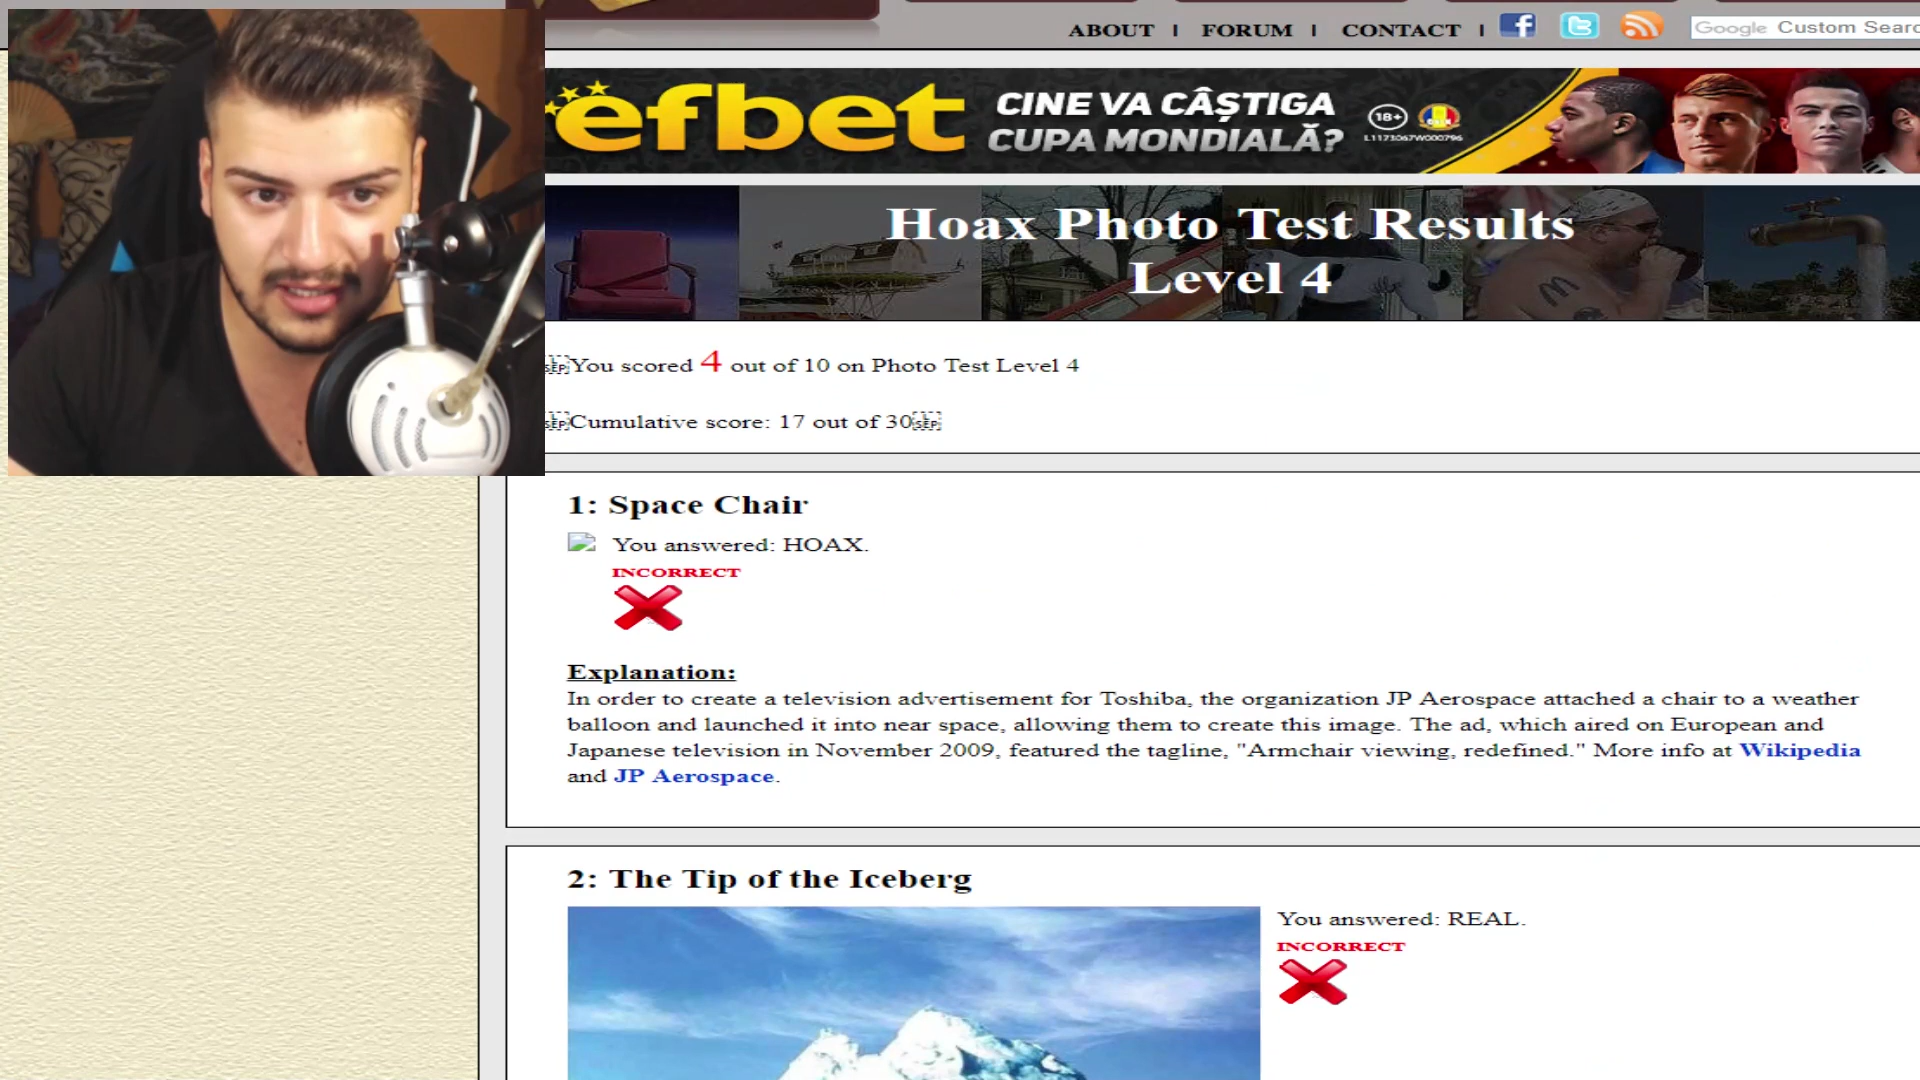 ABOUT | FORUM | CONTACT |
Google Custom Searc
efbet
CINE VA CÂȘTIGA
CUPA MONDIALĂ?
18+
L1173067W000796
Hoax Photo Test Results
Level 4
You scored 4 out of 10 on Photo Test Level 4
Cumulative score: 17 out of 30
1: Space Chair
You answered: HOAX.
INCORRECT
Explanation:
In order to create a television advertisement for Toshiba, the organization JP Aerospace attached a chair to a weather
balloon and launched it into near space, allowing them to create this image. The ad, which aired on European and
Japanese television in November 2009, featured the tagline, "Armchair viewing, redefined." More info at Wikipedia
and JP Aerospace.
2: The Tip of the Iceberg
You answered: REAL.
INCORRECT